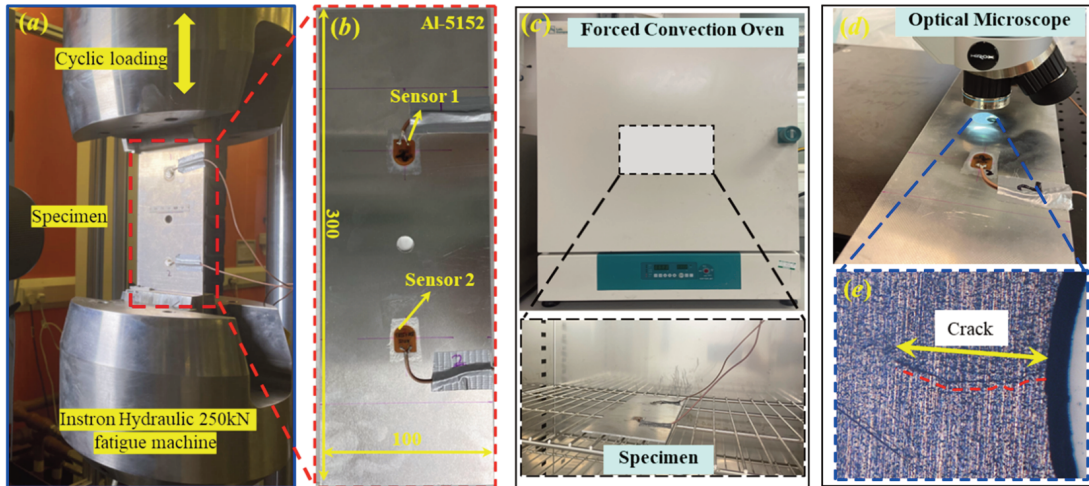 (a)
Cyclic loading
Specimen
Instron Hydraulic 250kN
fatigue machine
(b)
Al-5152
Sensor 1
300
Sensor 2
100
(c)
Forced Convection Oven
Specimen
(d)
Optical Microscope
(e)
Crack